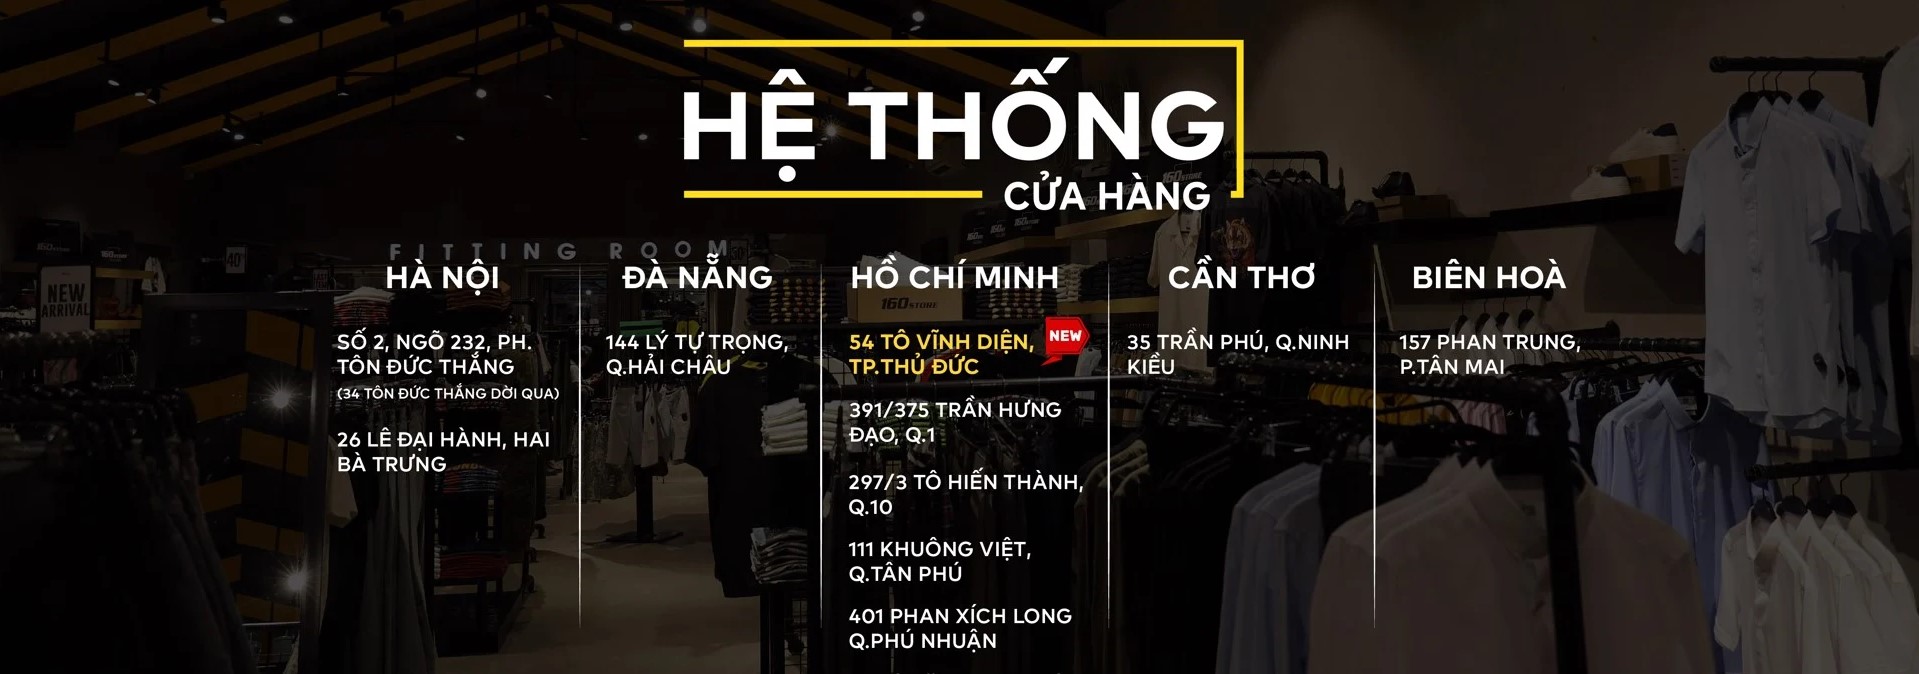 HỆ THỐNG
CỬA HÀNG
FITTING ROOM
NEW
ARRIVAL
160STORE
HÀ NỘI
SỐ 2, NGÕ 232, PH.
TÔN ĐỨC THẮNG
(34 TÔN ĐỨC THẮNG DỜI QUA)
26 LÊ ĐẠI HÀNH, HAI
BÀ TRƯNG
ĐÀ NẴNG
144 LÝ TỰ TRỌNG,
Q.HẢI CHÂU
HỒ CHÍ MINH
54 TÔ VĨNH DIỆN,
TP.THỦ ĐỨC
NEW
391/375 TRẦN HƯNG
ĐẠO, Q.1
297/3 TÔ HIẾN THÀNH,
Q.10
111 KHUÔNG VIỆT,
Q.TÂN PHÚ
401 PHAN XÍCH LONG
Q.PHÚ NHUẬN
CẦN THƠ
35 TRẦN PHÚ, Q.NINH
KIỀU
BIÊN HOÀ
157 PHAN TRUNG,
P.TÂN MAI